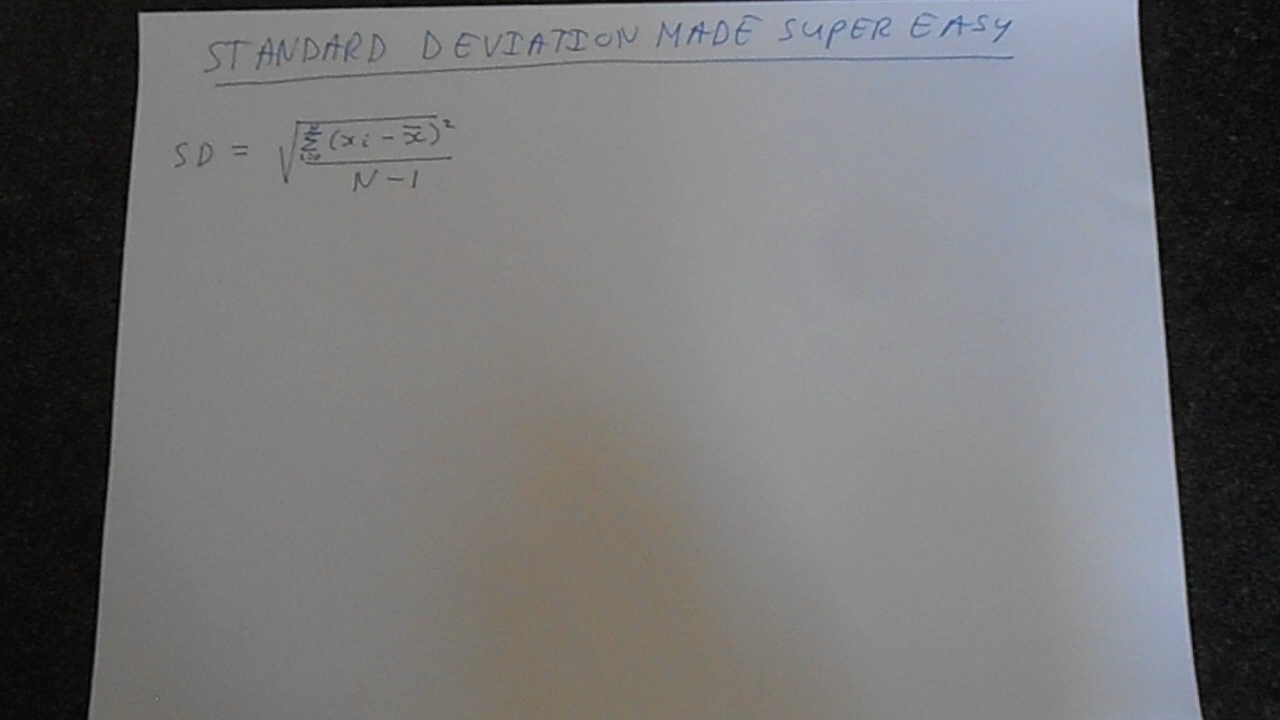 STANDARD DEVIATION MADE SUPER EASY
SD = √(Σ (xi - x̄)² / N - 1)